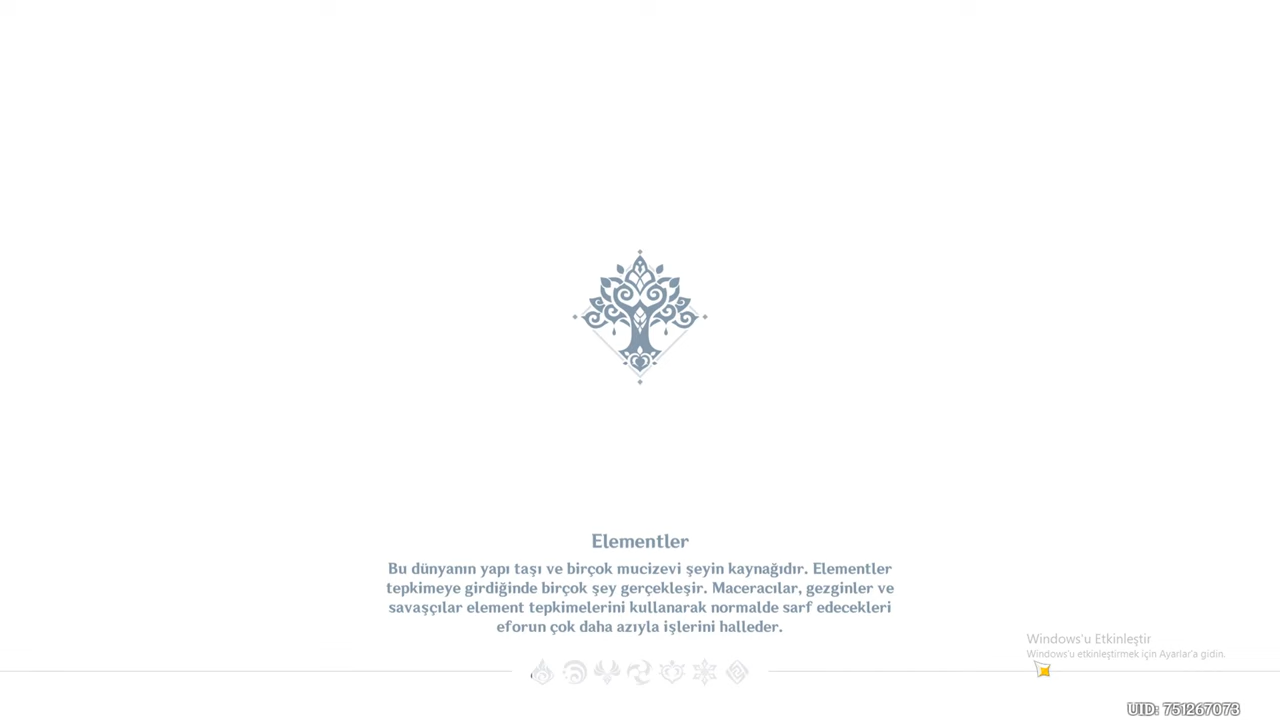 Elementler
Bu dünyanın yapı taşı ve birçok mucizevi şeyin kaynağıdır. Elementler
tepkimeye girdiğinde birçok şey gerçekleşir. Maceracılar, gezginler ve
savaşçılar element tepkimelerini kullanarak normalde sarf edecekleri
eforun çok daha azıyla işlerini halleder.
Windows'u Etkinleştir
Windows'u etkinleştirmek için Ayarlar'a gidin.
UID: 751267073